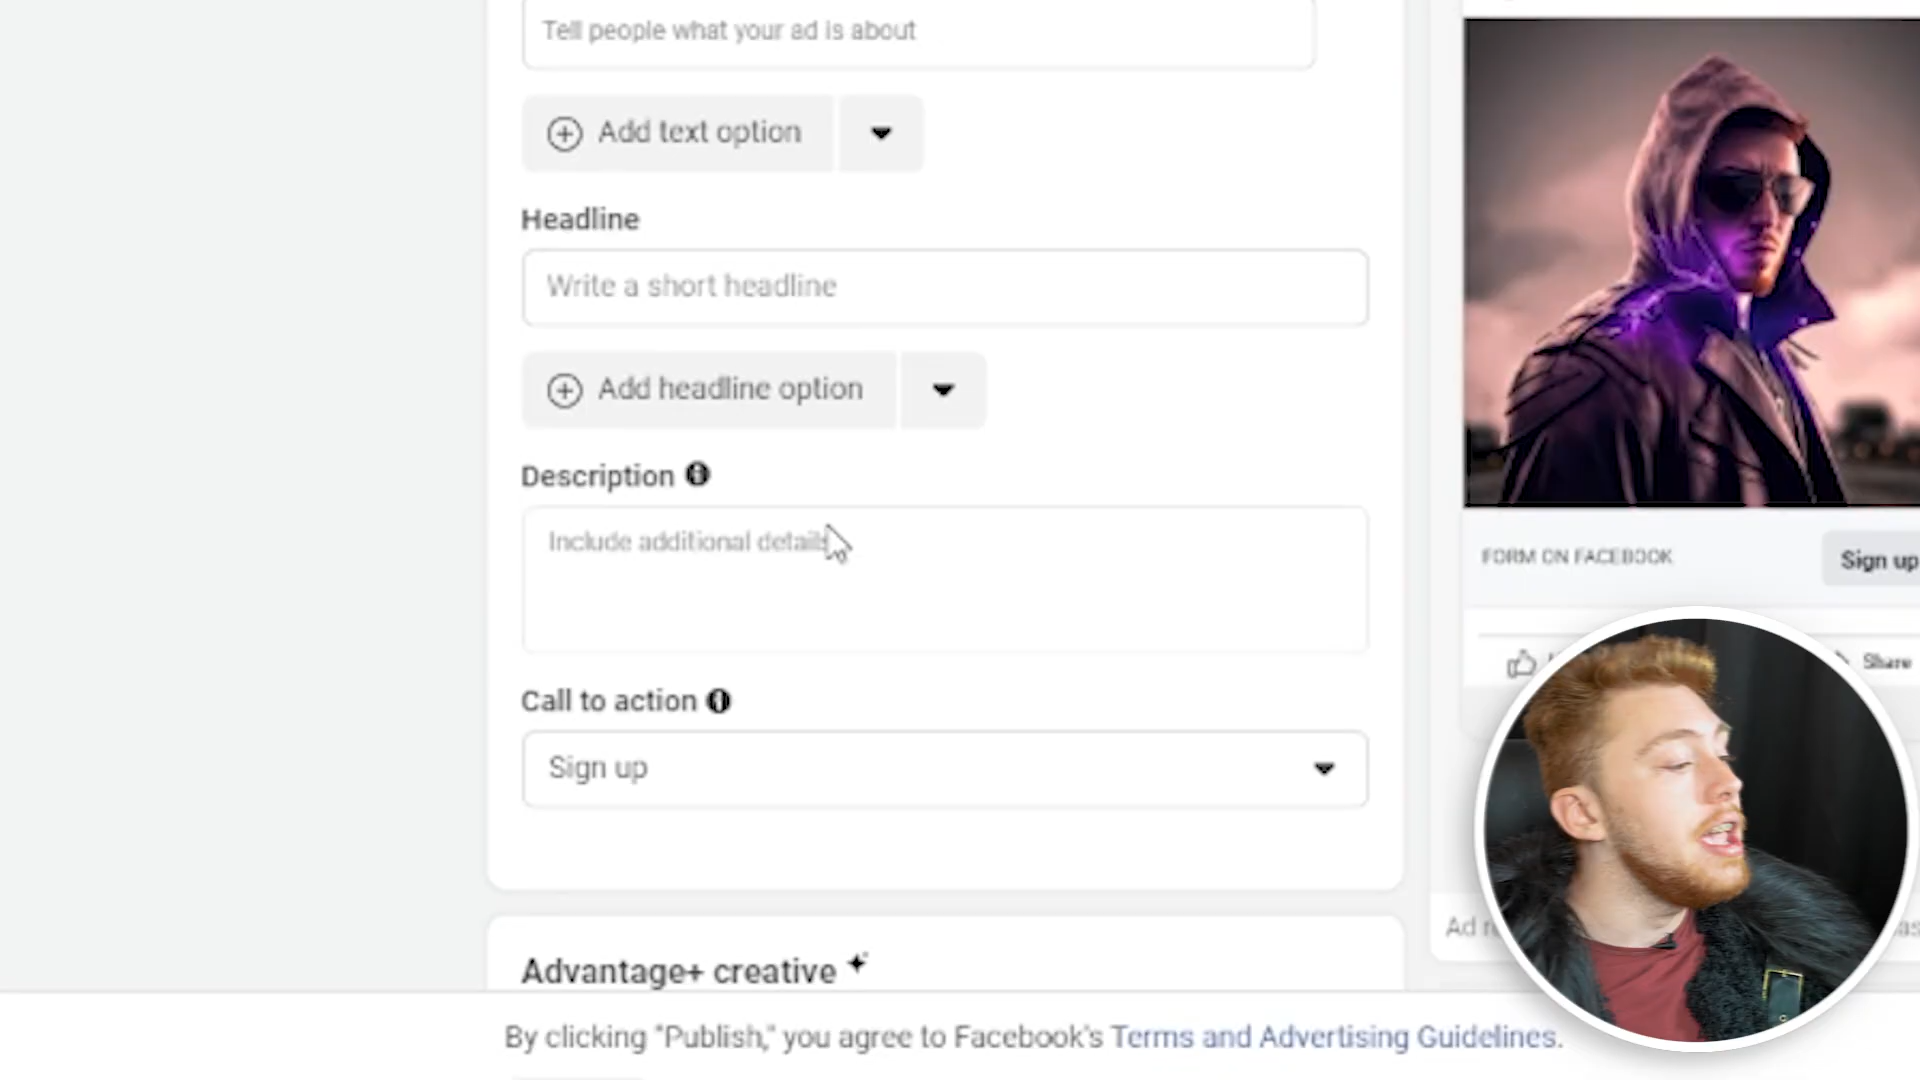 Tell people what your ad is about
Add text option
Headline
Write a short headline
Add headline option
Description
Include additional details
FORM ON FACEBOOK
Sign up
Share
Call to action
Sign up
Ad
Advantage+ creative
By clicking "Publish," you agree to Facebook's Terms and Advertising Guidelines.